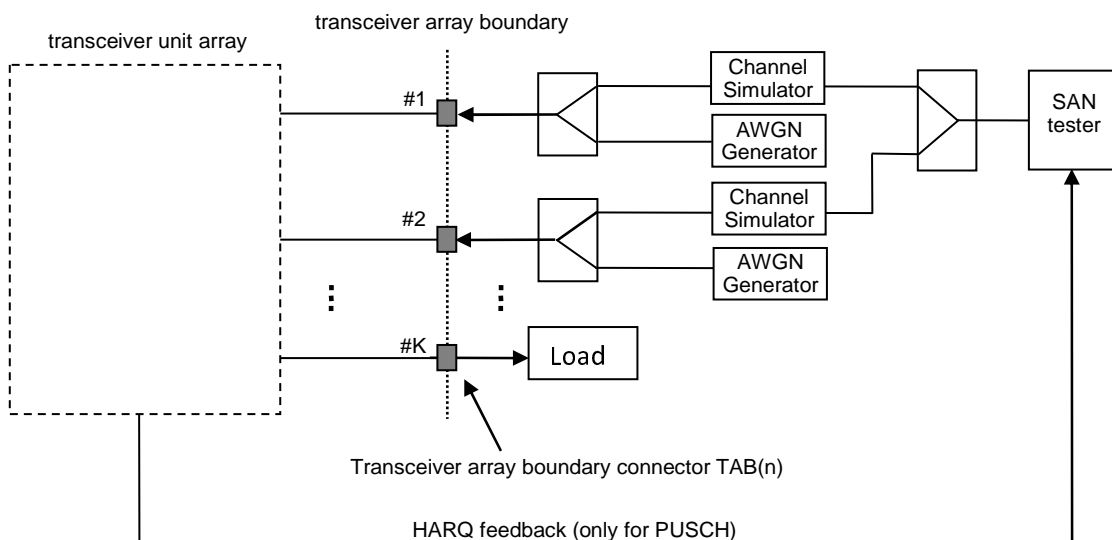 transceiver array boundary
transceiver unit array
#1
Channel
Simulator
AWGN
Generator
SAN
tester
#2
Channel
Simulator
AWGN
Generator
...
...
#K
Load
Transceiver array boundary connector TAB(n)
HARQ feedback (only for PUSCH)